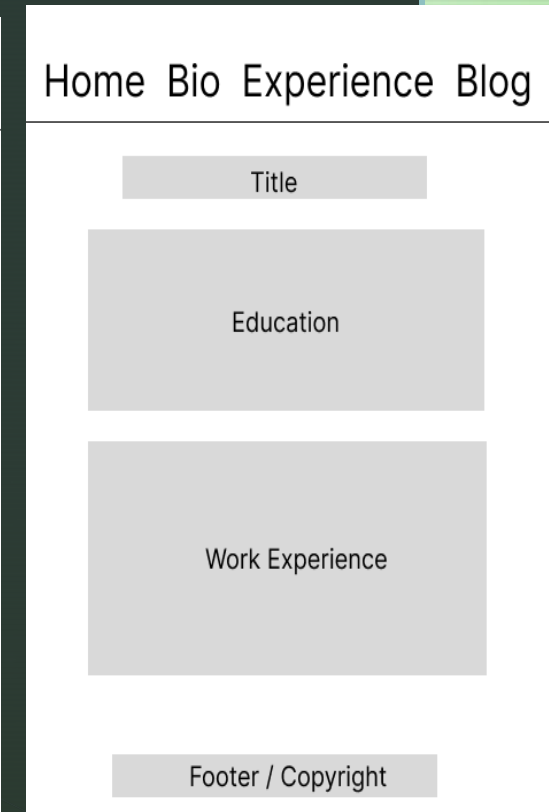 Home Bio Experience Blog
Title
Education
Work Experience
Footer / Copyright